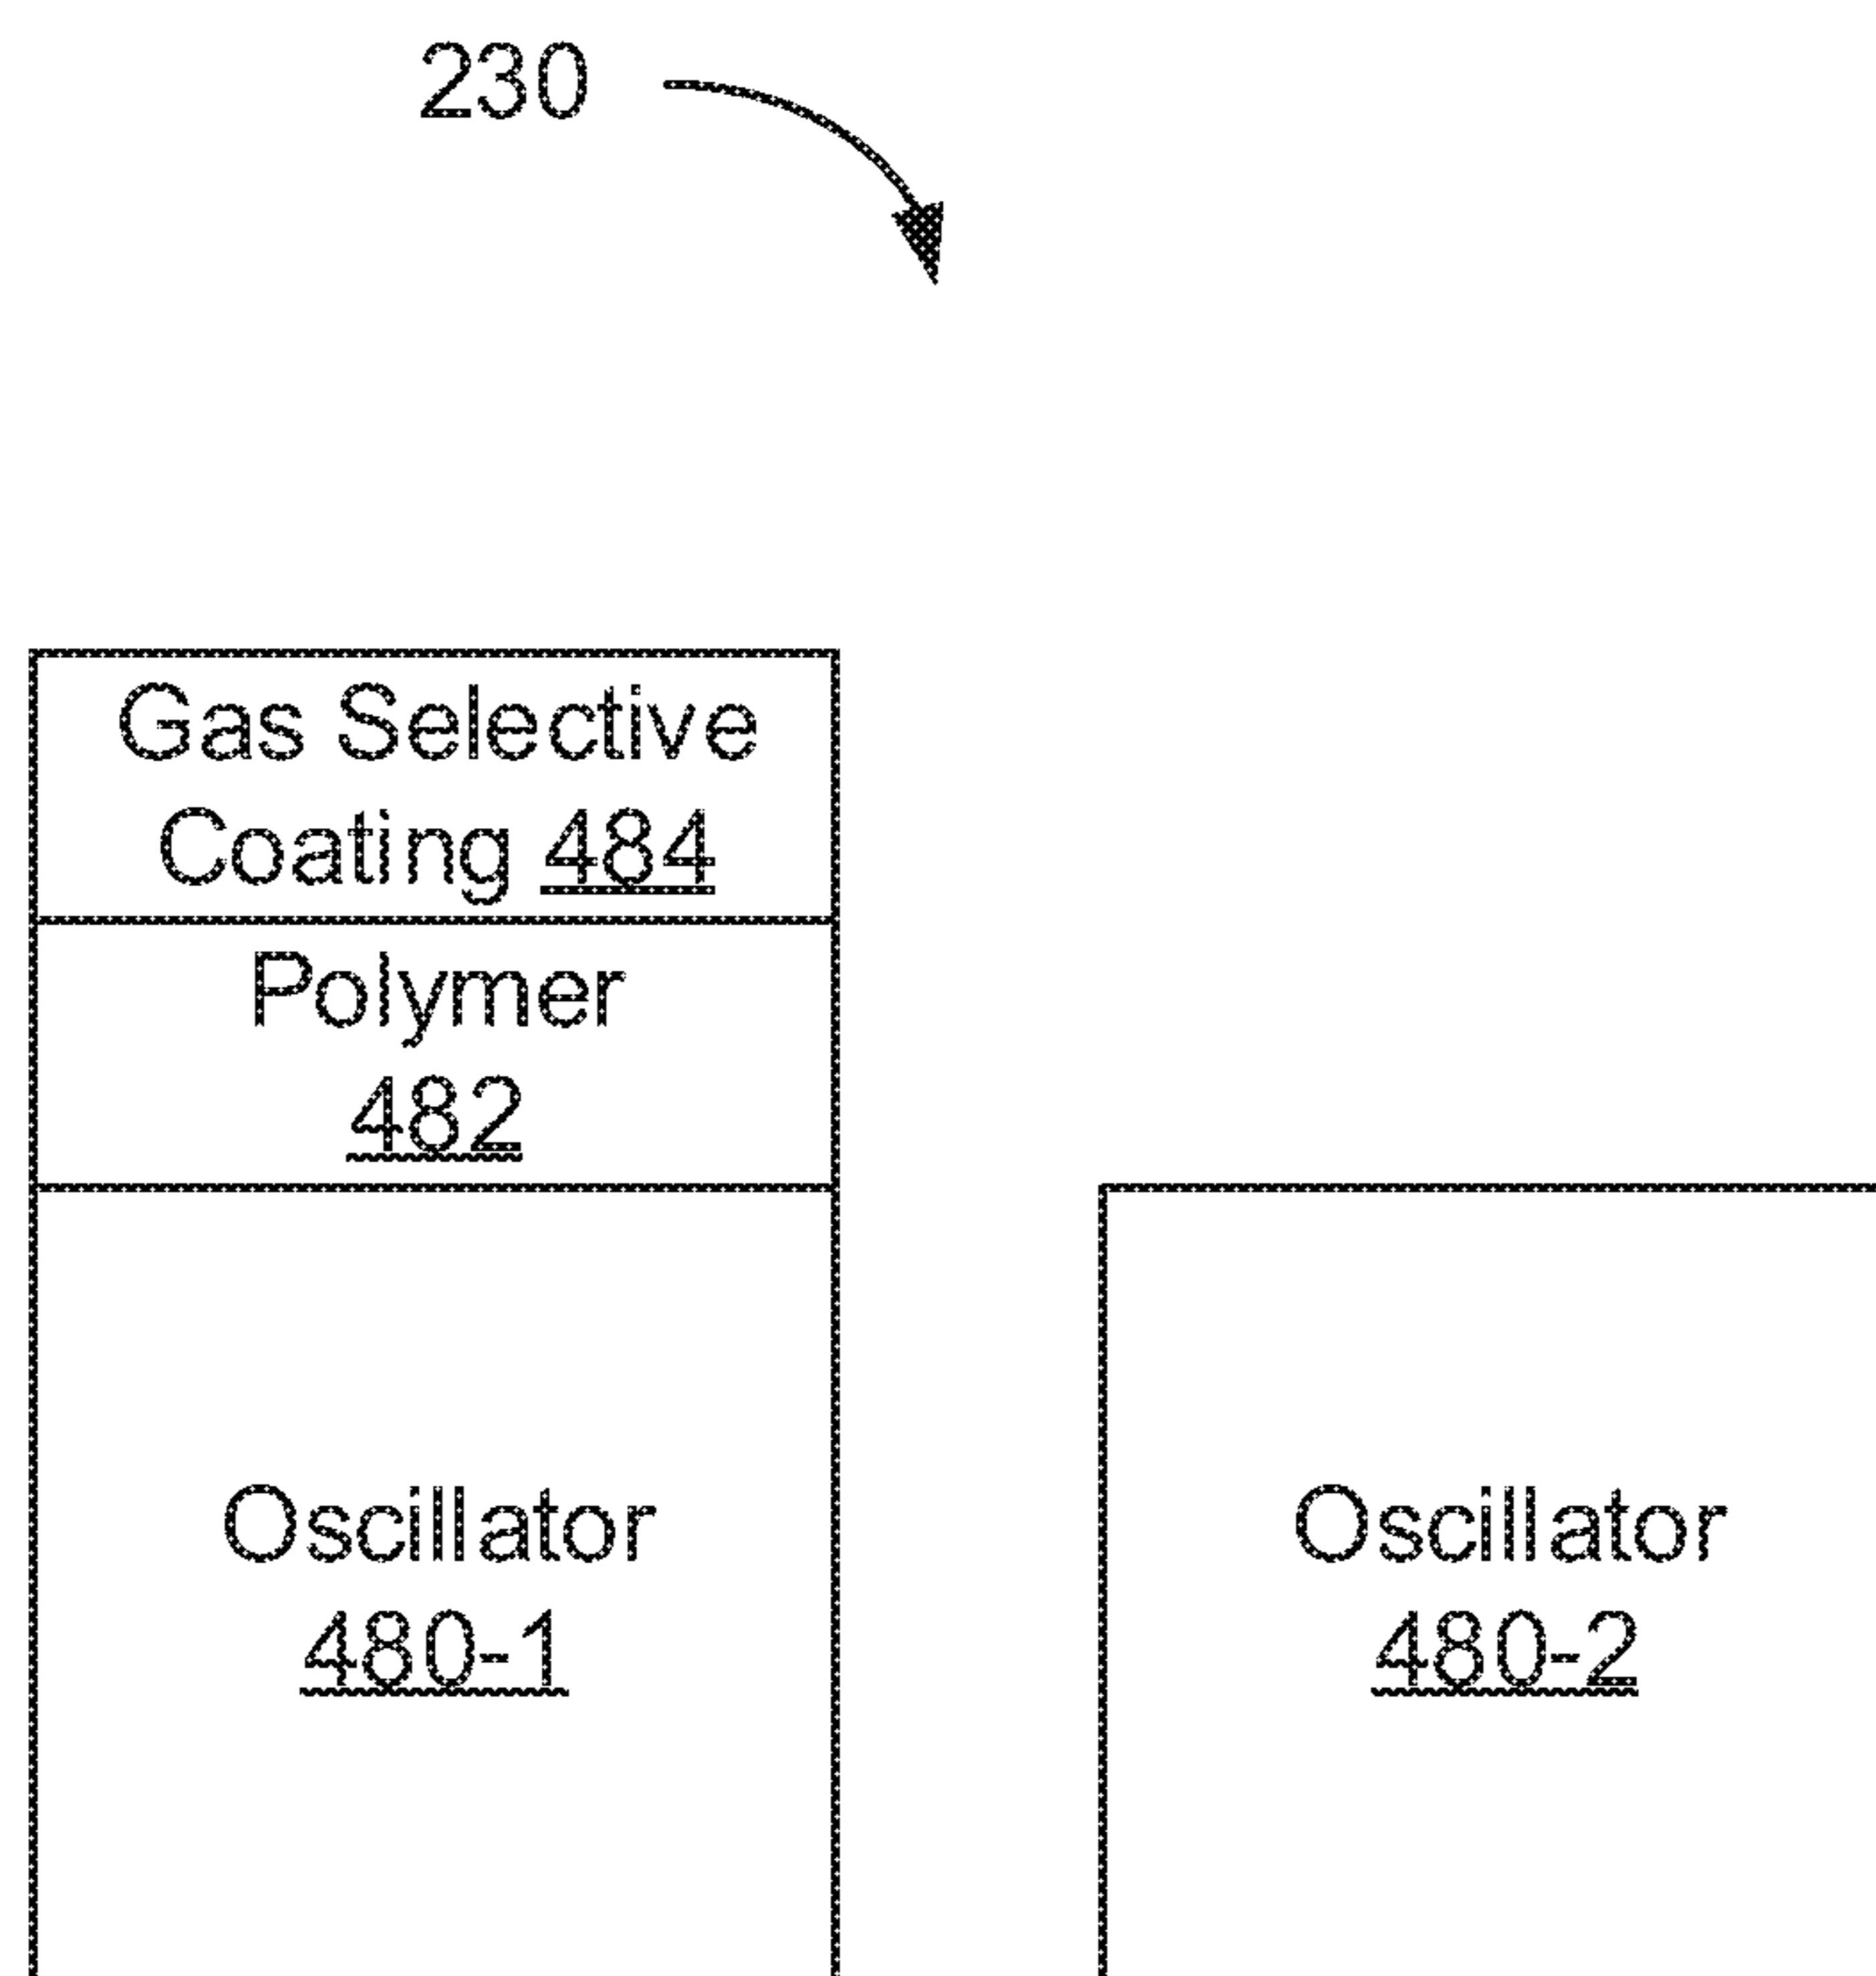 230
Gas Selective
Coating 484
Polymer
482
Oscillator
480-1
Oscillator
480-2